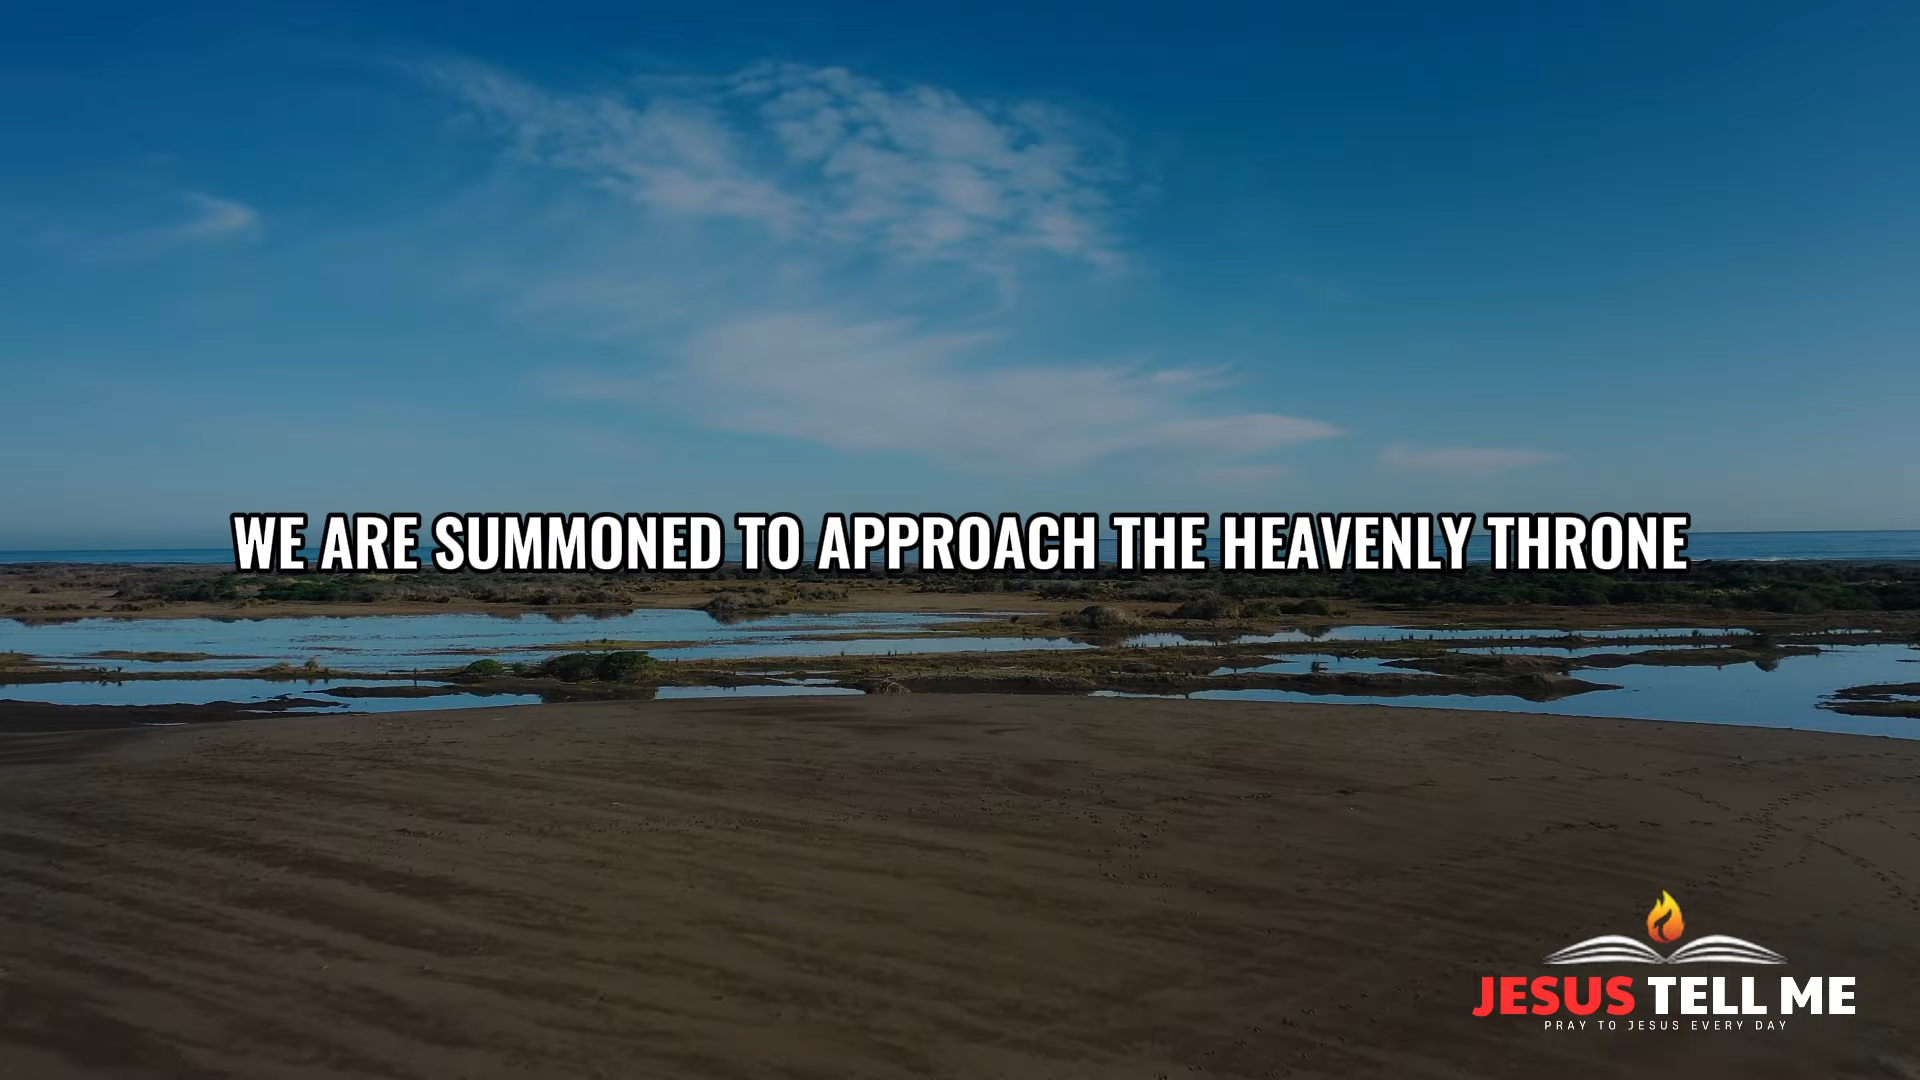 WE ARE SUMMONED TO APPROACH THE HEAVENLY THRONE
JESUS TELL ME
PRAY TO JESUS EVERY DAY